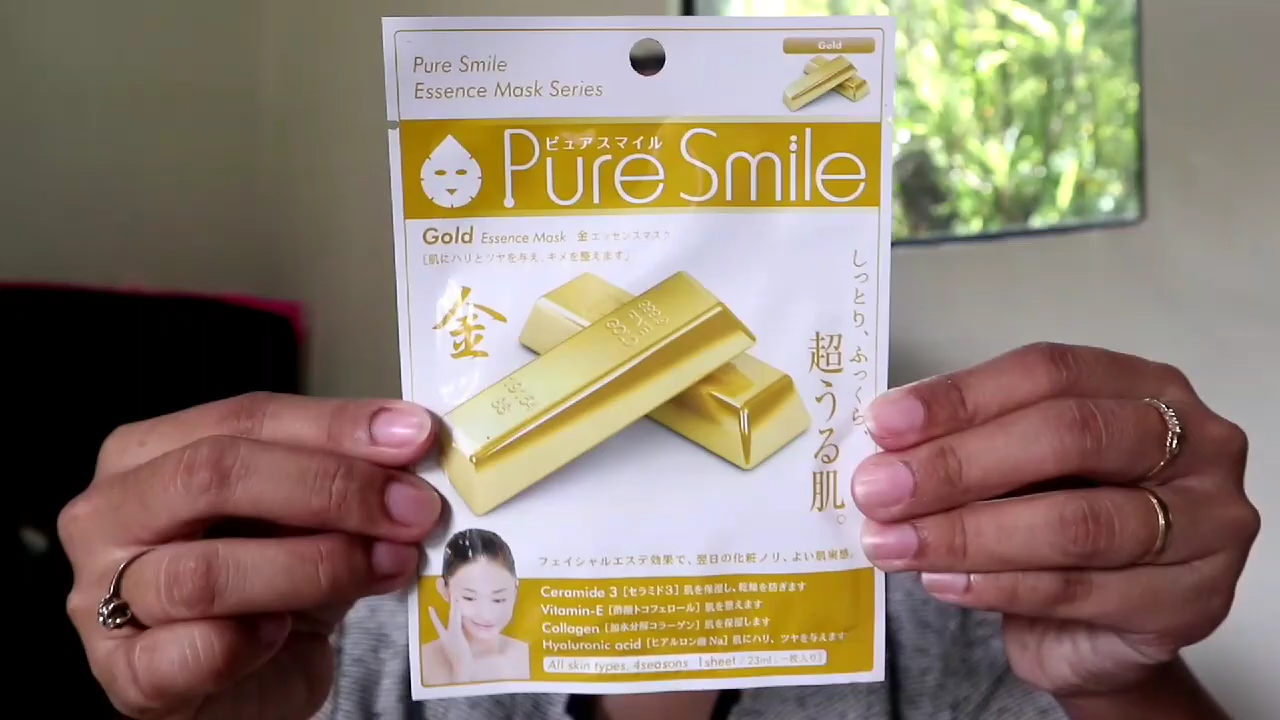 Pure Smile
Essence Mask Series
Gold
ピュアスマイル
Pure Smile
Gold Essence Mask 金エッセンスマスク
[肌にハリとツヤを与え、キメを整えます]
金
しっとり、ふっくら、
超うる肌。
フェイシャルエステ効果で、翌日の化粧ノリ、よい肌実感。
Ceramide 3 [セラミド3] 肌を保湿し、乾燥を防ぎます
Vitamin-E [酢酸トコフェロール] 肌を整えます
Collagen [加水分解コラーゲン] 肌を保湿します
Hyaluronic acid [ヒアルロン酸Na] 肌にハリ、ツヤを与えます
All skin types, 4seasons 1sheet / 23ml (一枚入り)